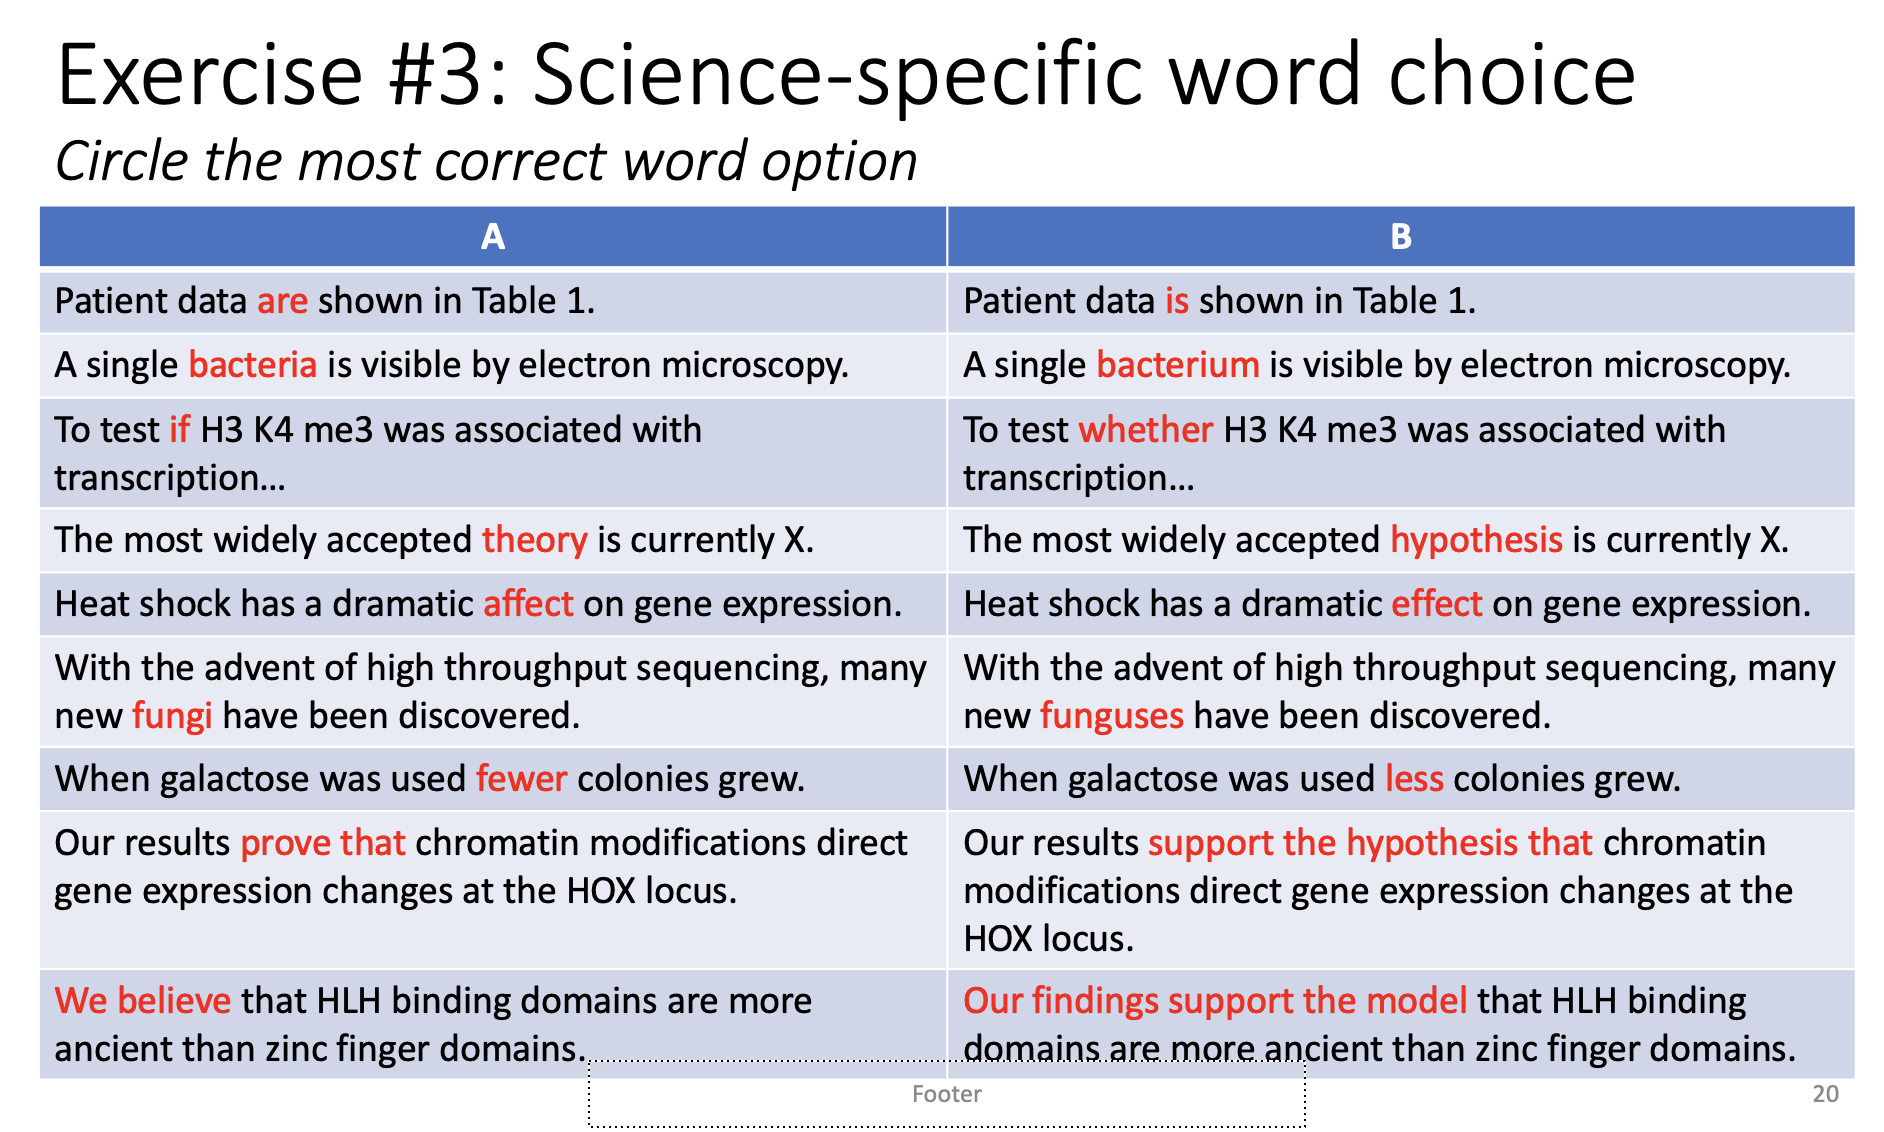 Exercise #3: Science-specific word choice
Circle the most correct word option
A
B
Patient data are shown in Table 1.
Patient data is shown in Table 1.
A single bacteria is visible by electron microscopy.
A single bacterium is visible by electron microscopy.
To test if H3 K4 me3 was associated with
transcription...
To test whether H3 K4 me3 was associated with
transcription...
The most widely accepted theory is currently X.
The most widely accepted hypothesis is currently X.
Heat shock has a dramatic affect on gene expression.
Heat shock has a dramatic effect on gene expression.
With the advent of high throughput sequencing, many
new fungi have been discovered.
With the advent of high throughput sequencing, many
new funguses have been discovered.
When galactose was used fewer colonies grew.
When galactose was used less colonies grew.
Our results prove that chromatin modifications direct
gene expression changes at the HOX locus.
Our results support the hypothesis that chromatin
modifications direct gene expression changes at the
HOX locus.
We believe that HLH binding domains are more
ancient than zinc finger domains.
Our findings support the model that HLH binding
domains are more ancient than zinc finger domains.
Footer
20